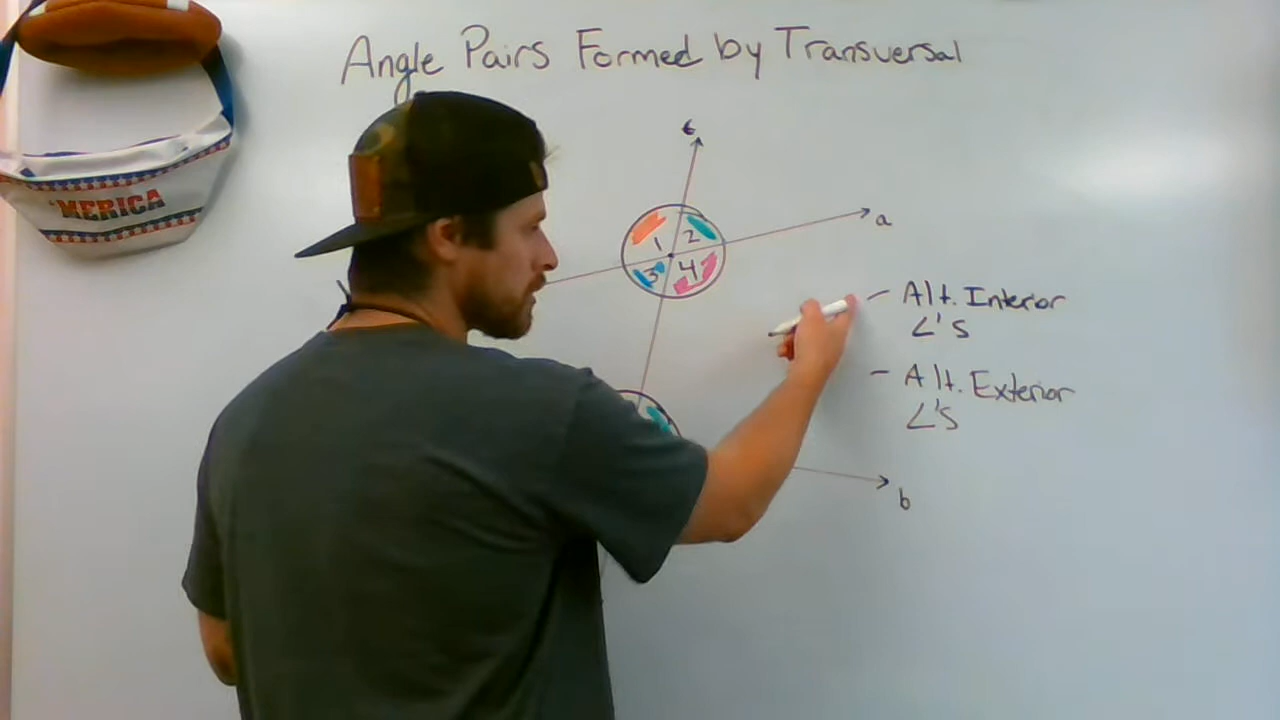 Angle Pairs Formed by Transversal
'MERICA
t
a
1 2
3 4
- Alt. Interior
∠'s
- Alt. Exterior
∠'s
b